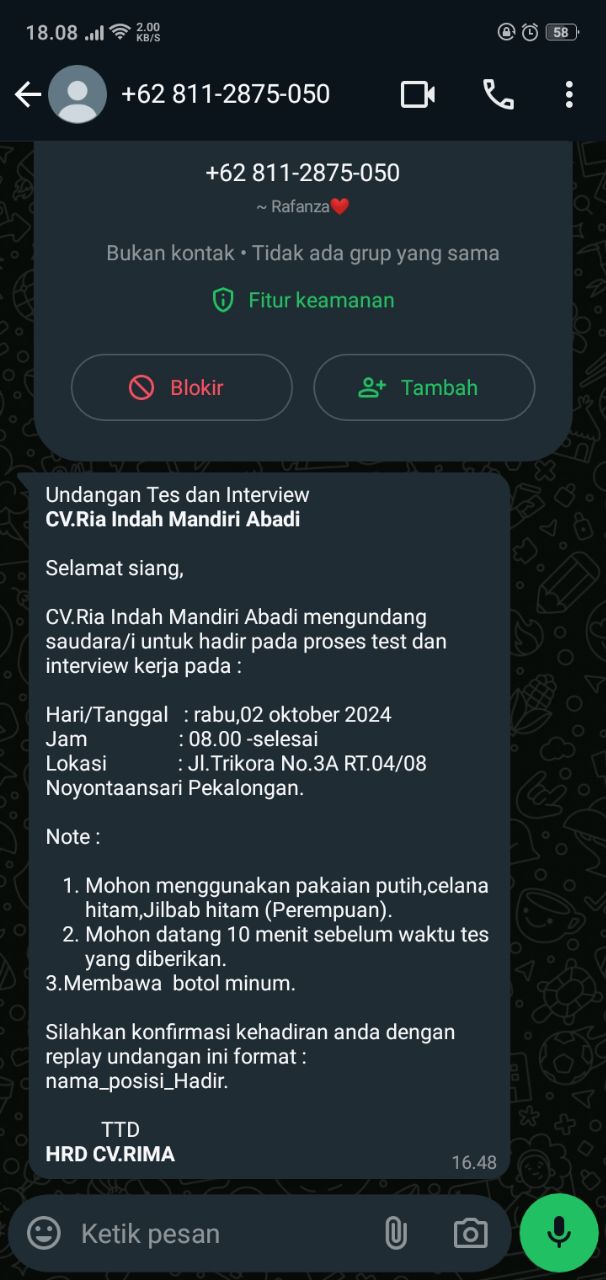 18.08 2.00 KB/S 58
+62 811-2875-050
+62 811-2875-050
~ Rafanza❤️
Bukan kontak • Tidak ada grup yang sama
Fitur keamanan
Blokir Tambah
Undangan Tes dan Interview
CV.Ria Indah Mandiri Abadi
Selamat siang,
CV.Ria Indah Mandiri Abadi mengundang
saudara/i untuk hadir pada proses test dan
interview kerja pada :
Hari/Tanggal : rabu,02 oktober 2024
Jam : 08.00 -selesai
Lokasi : Jl.Trikora No.3A RT.04/08
Noyontaansari Pekalongan.
Note :
1. Mohon menggunakan pakaian putih,celana
hitam,Jilbab hitam (Perempuan).
2. Mohon datang 10 menit sebelum waktu tes
yang diberikan.
3.Membawa botol minum.
Silahkan konfirmasi kehadiran anda dengan
replay undangan ini format :
nama_posisi_Hadir.
TTD
HRD CV.RIMA
16.48
Ketik pesan